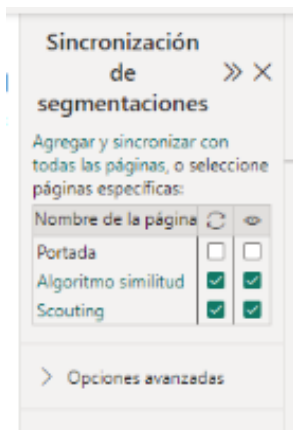 Sincronización
de
segmentaciones
Agregar y sincronizar con
todas las páginas, o seleccione
páginas específicas:
Nombre de la página
Portada
Algoritmo similitud
Scouting
Opciones avanzadas